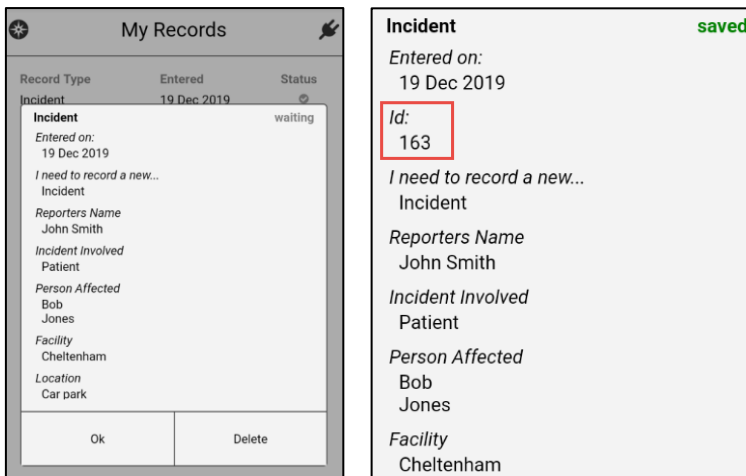 My Records
Record Type Entered Status
Incident 19 Dec 2019
Incident waiting
Entered on:
19 Dec 2019
I need to record a new...
Incident
Reporters Name
John Smith
Incident Involved
Patient
Person Affected
Bob
Jones
Facility
Cheltenham
Location
Car park
Ok Delete
Incident saved
Entered on:
19 Dec 2019
Id:
163
I need to record a new...
Incident
Reporters Name
John Smith
Incident Involved
Patient
Person Affected
Bob
Jones
Facility
Cheltenham